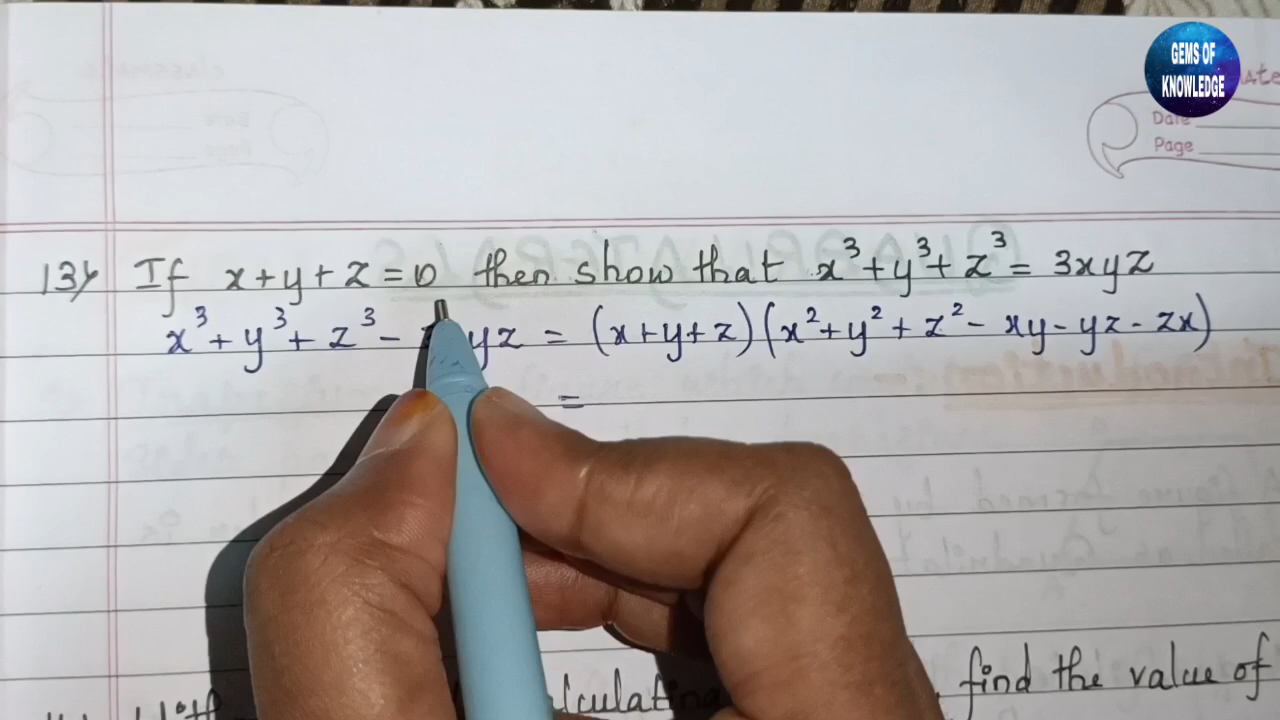 GEMS OF
KNOWLEDGE
Date
Page
13) If x+y+z=0 then show that x³+y³+z³=3xyz
x³+y³+z³- yz = (x+y+z)(x²+y²+z²-xy-yz-zx)
=
find the value of